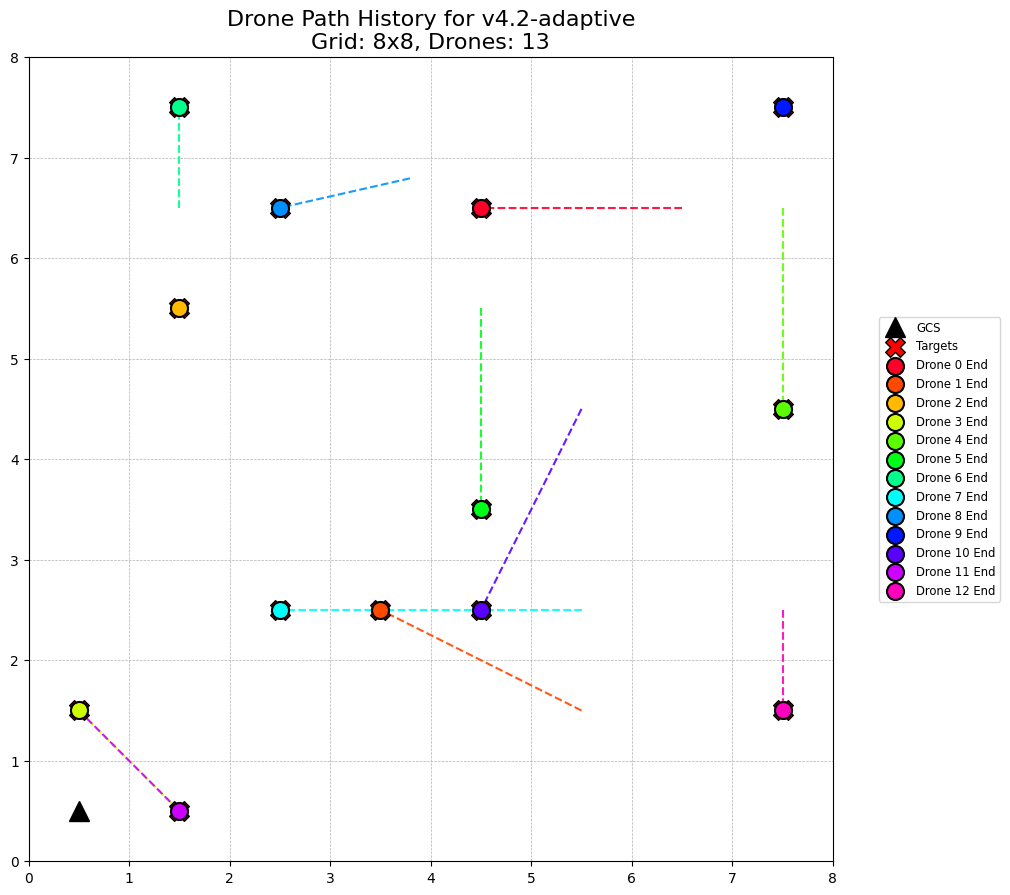 Drone Path History for v4.2-adaptive
Grid: 8x8, Drones: 13
8
7
6
5
4
3
2
1
0
0 1 2 3 4 5 6 7 8
GCS
Targets
Drone 0 End
Drone 1 End
Drone 2 End
Drone 3 End
Drone 4 End
Drone 5 End
Drone 6 End
Drone 7 End
Drone 8 End
Drone 9 End
Drone 10 End
Drone 11 End
Drone 12 End